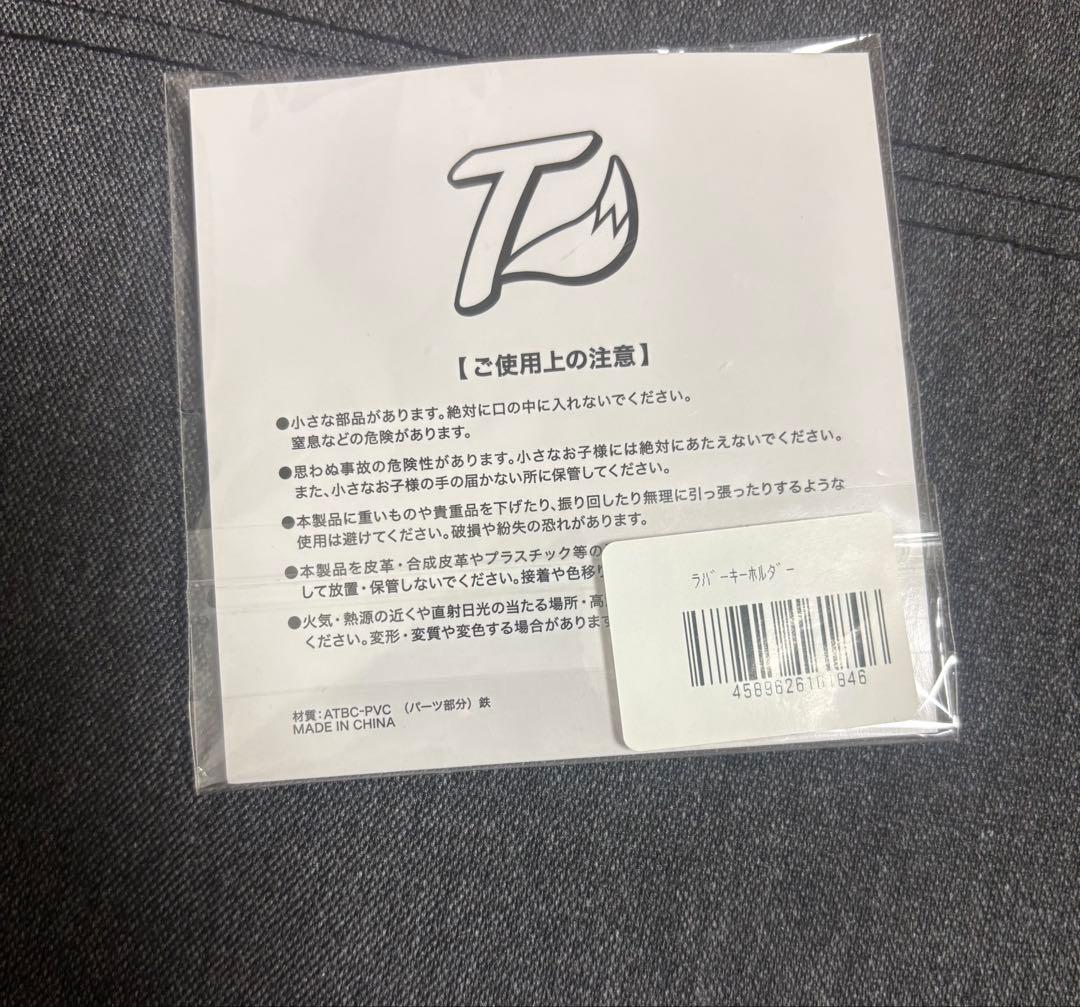 T
【ご使用上の注意】
●小さな部品があります。絶対に口の中に入れないでください。
窒息などの危険があります。
●思わぬ事故の危険性があります。小さなお子様には絶対にあたえないでください。
また、小さなお子様の手の届かない所に保管してください。
●本製品に重いものや貴重品を下げたり、振り回したり無理に引っ張ったりするような
使用は避けてください。破損や紛失の恐れがあります。
●本製品を皮革・合成皮革やプラスチック等の
して放置・保管しないでください。接着や色移り
●火気・熱源の近くや直射日光の当たる場所・高
ください。変形・変質や変色する場合があります
材質：ATBC-PVC （パーツ部分）鉄
MADE IN CHINA
ﾗﾊﾞｰｷｰﾎﾙﾀﾞｰ
4589626101846